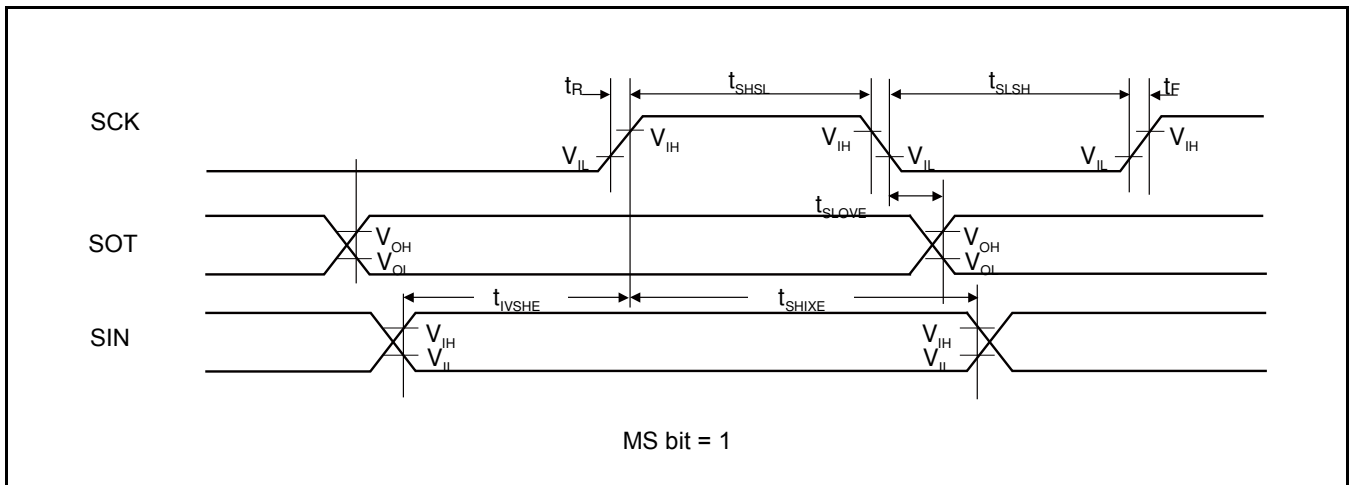 tR tSHSL tSLSH tF
SCK
VIH VIH VIH
VIL VIL VIL
tSLOVE
SOT
VOH VOH
VOL VOL
tIVSHE tSHIXE
SIN
VIH VIH
VIL VIL
MS bit = 1